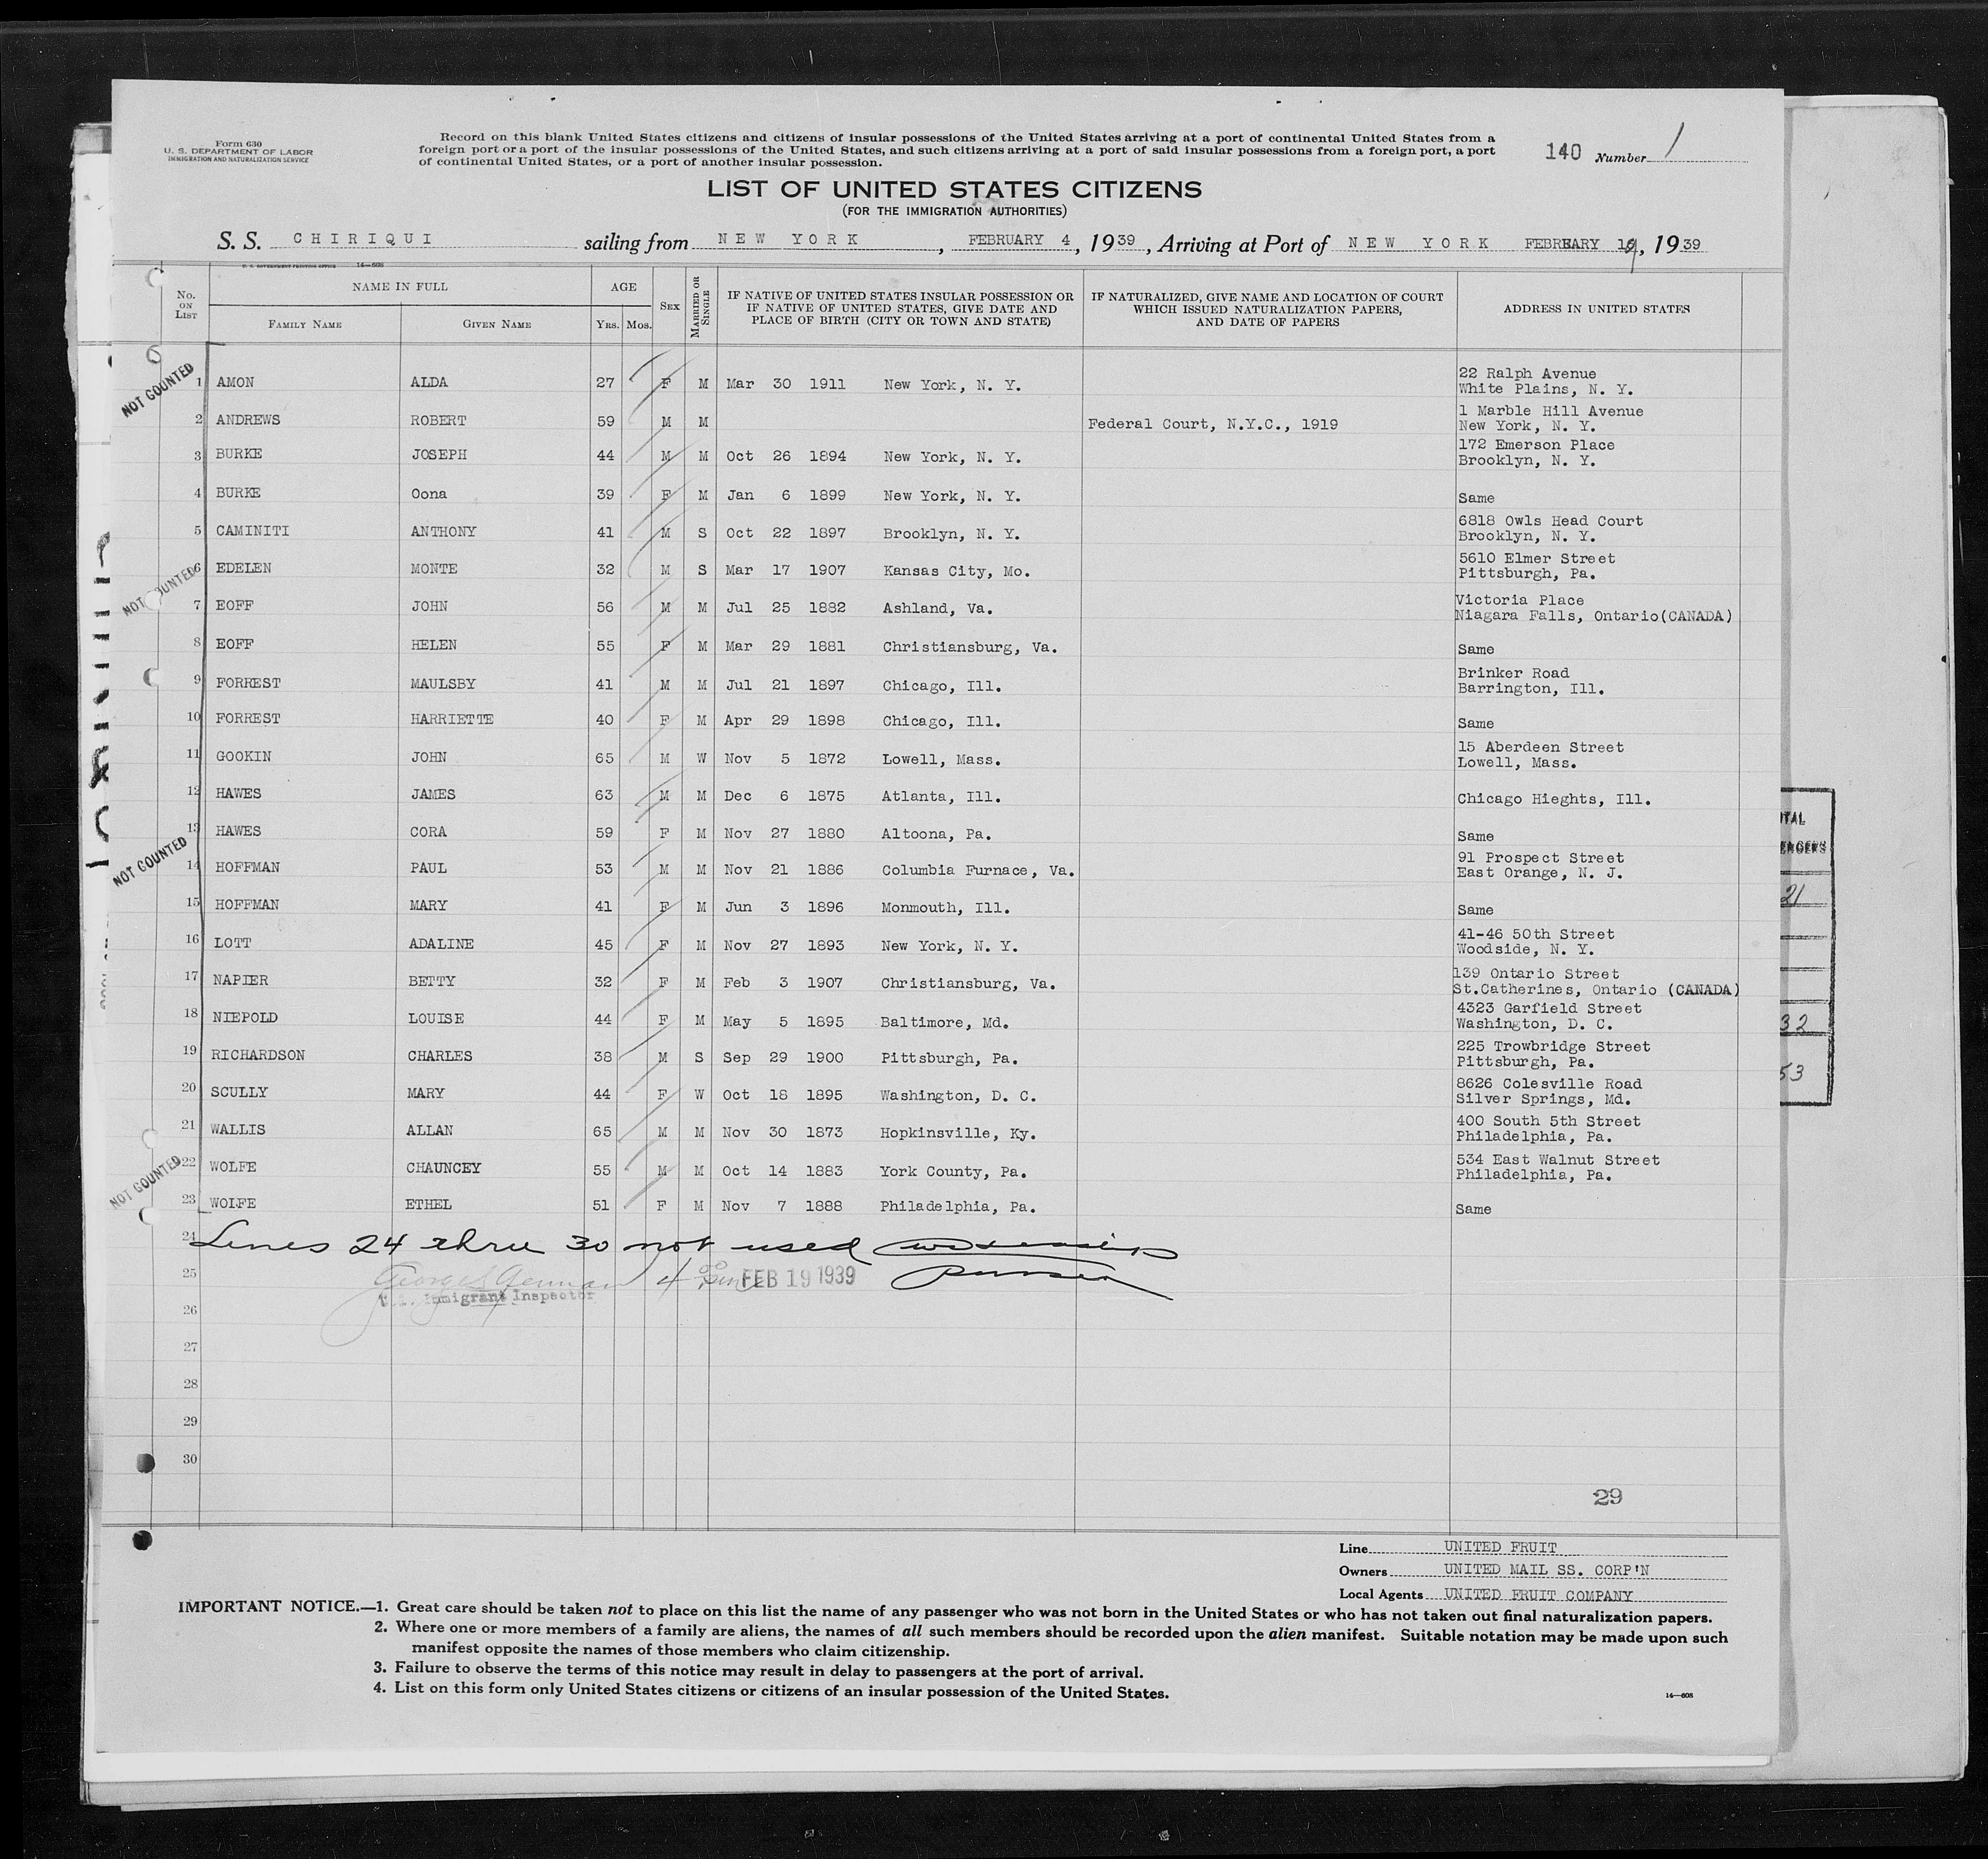 Form 630
U. S. DEPARTMENT OF LABOR
IMMIGRATION AND NATURALIZATION SERVICE
Record on this blank United States citizens and citizens of insular possessions of the United States arriving at a port of continental United States from a
foreign port or a port of the insular possessions of the United States, and such citizens arriving at a port of said insular possessions from a foreign port, a port
of continental United States, or a port of another insular possession.
140 Number 1
LIST OF UNITED STATES CITIZENS
(FOR THE IMMIGRATION AUTHORITIES)
S. S. CHIRIQUI sailing from NEW YORK, FEBRUARY 4, 1939, Arriving at Port of NEW YORK FEBREARY 19, 1939
U. S. GOVERNMENT PRINTING OFFICE 14—608
No. ON LIST NAME IN FULL FAMILY NAME GIVEN NAME AGE YRS. MOS. SEX MARRIED OR SINGLE IF NATIVE OF UNITED STATES INSULAR POSSESSION OR IF NATIVE OF UNITED STATES, GIVE DATE AND PLACE OF BIRTH (CITY OR TOWN AND STATE) IF NATURALIZED, GIVE NAME AND LOCATION OF COURT WHICH ISSUED NATURALIZATION PAPERS, AND DATE OF PAPERS ADDRESS IN UNITED STATES
NOT COUNTED
1 AMON ALDA 27 F M Mar 30 1911 New York, N. Y. 22 Ralph Avenue
White Plains, N. Y.
2 ANDREWS ROBERT 59 M M Federal Court, N.Y.C., 1919 1 Marble Hill Avenue
New York, N. Y.
3 BURKE JOSEPH 44 M M Oct 26 1894 New York, N. Y. 172 Emerson Place
Brooklyn, N. Y.
4 BURKE Oona 39 F M Jan 6 1899 New York, N. Y. Same
5 CAMINITI ANTHONY 41 M S Oct 22 1897 Brooklyn, N. Y. 6818 Owls Head Court
Brooklyn, N. Y.
NOT COUNTED
6 EDELEN MONTE 32 M S Mar 17 1907 Kansas City, Mo. 5610 Elmer Street
Pittsburgh, Pa.
7 EOFF JOHN 56 M M Jul 25 1882 Ashland, Va. Victoria Place
Niagara Falls, Ontario(CANADA)
8 EOFF HELEN 55 F M Mar 29 1881 Christiansburg, Va. Same
9 FORREST MAULSBY 41 M M Jul 21 1897 Chicago, Ill. Brinker Road
Barrington, Ill.
10 FORREST HARRIETTE 40 F M Apr 29 1898 Chicago, Ill. Same
11 GOOKIN JOHN 65 M W Nov 5 1872 Lowell, Mass. 15 Aberdeen Street
Lowell, Mass.
12 HAWES JAMES 63 M M Dec 6 1875 Atlanta, Ill. Chicago Hieghts, Ill.
13 HAWES CORA 59 F M Nov 27 1880 Altoona, Pa. Same
NOT COUNTED
14 HOFFMAN PAUL 53 M M Nov 21 1886 Columbia Furnace, Va. 91 Prospect Street
East Orange, N. J.
15 HOFFMAN MARY 41 F M Jun 3 1896 Monmouth, Ill. Same
16 LOTT ADALINE 45 F M Nov 27 1893 New York, N. Y. 41-46 50th Street
Woodside, N. Y.
17 NAPIER BETTY 32 F M Feb 3 1907 Christiansburg, Va. 139 Ontario Street
St.Catherines, Ontario (CANADA)
18 NIEPOLD LOUISE 44 F M May 5 1895 Baltimore, Md. 4323 Garfield Street
Washington, D. C.
19 RICHARDSON CHARLES 38 M S Sep 29 1900 Pittsburgh, Pa. 225 Trowbridge Street
Pittsburgh, Pa.
20 SCULLY MARY 44 F W Oct 18 1895 Washington, D. C. 8626 Colesville Road
Silver Springs, Md.
21 WALLIS ALLAN 65 M M Nov 30 1873 Hopkinsville, Ky. 400 South 5th Street
Philadelphia, Pa.
NOT COUNTED
22 WOLFE CHAUNCEY 55 M M Oct 14 1883 York County, Pa. 534 East Walnut Street
Philadelphia, Pa.
23 WOLFE ETHEL 51 F M Nov 7 1888 Philadelphia, Pa. Same
24 Lines 24 thru 30 not used
25 FEB 19 1939 Purser
Immigrant Inspector
26
27
28
29
30
29
21
32
53
Line UNITED FRUIT
Owners UNITED MAIL SS. CORP'N
Local Agents UNITED FRUIT COMPANY
IMPORTANT NOTICE.—1. Great care should be taken not to place on this list the name of any passenger who was not born in the United States or who has not taken out final naturalization papers.
2. Where one or more members of a family are aliens, the names of all such members should be recorded upon the alien manifest. Suitable notation may be made upon such
manifest opposite the names of those members who claim citizenship.
3. Failure to observe the terms of this notice may result in delay to passengers at the port of arrival.
4. List on this form only United States citizens or citizens of an insular possession of the United States.
14—608